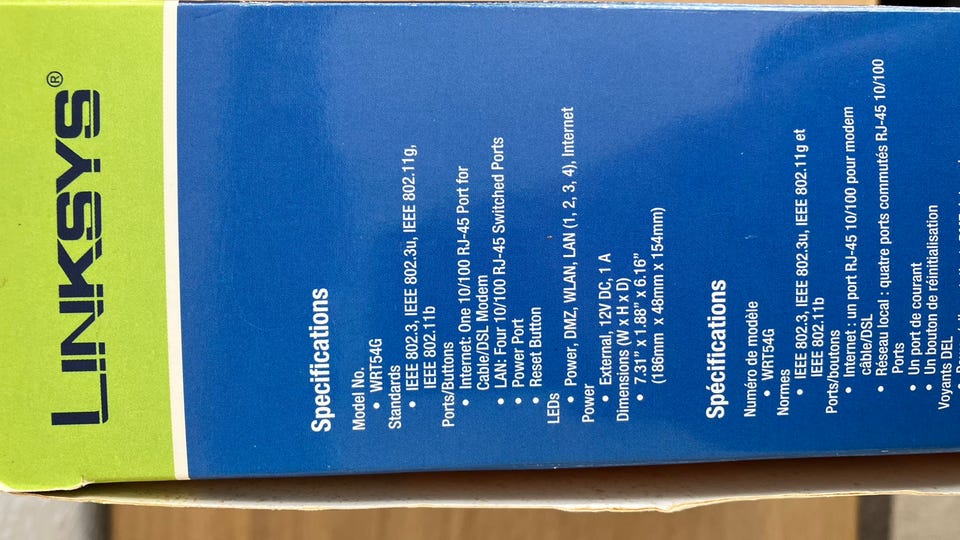 LINKSYS®
Specifications
Model No.
• WRT54G
Standards
• IEEE 802.3, IEEE 802.3u, IEEE 802.11g,
IEEE 802.11b
Ports/Buttons
• Internet: One 10/100 RJ-45 Port for
Cable/DSL Modem
• LAN: Four 10/100 RJ-45 Switched Ports
• Power Port
• Reset Button
LEDs
• Power, DMZ, WLAN, LAN (1, 2, 3, 4), Internet
Power
• External, 12V DC, 1 A
Dimensions (W x H x D)
• 7.31" x 1.88" x 6.16"
(186mm x 48mm x 154mm)
Spécifications
Numéro de modèle
• WRT54G
Normes
• IEEE 802.3, IEEE 802.3u, IEEE 802.11g et
IEEE 802.11b
Ports/boutons
• Internet : un port RJ-45 10/100 pour modem
câble/DSL
• Réseau local : quatre ports commutés RJ-45 10/100
Ports
• Un port de courant
• Un bouton de réinitialisation
Voyants DEL